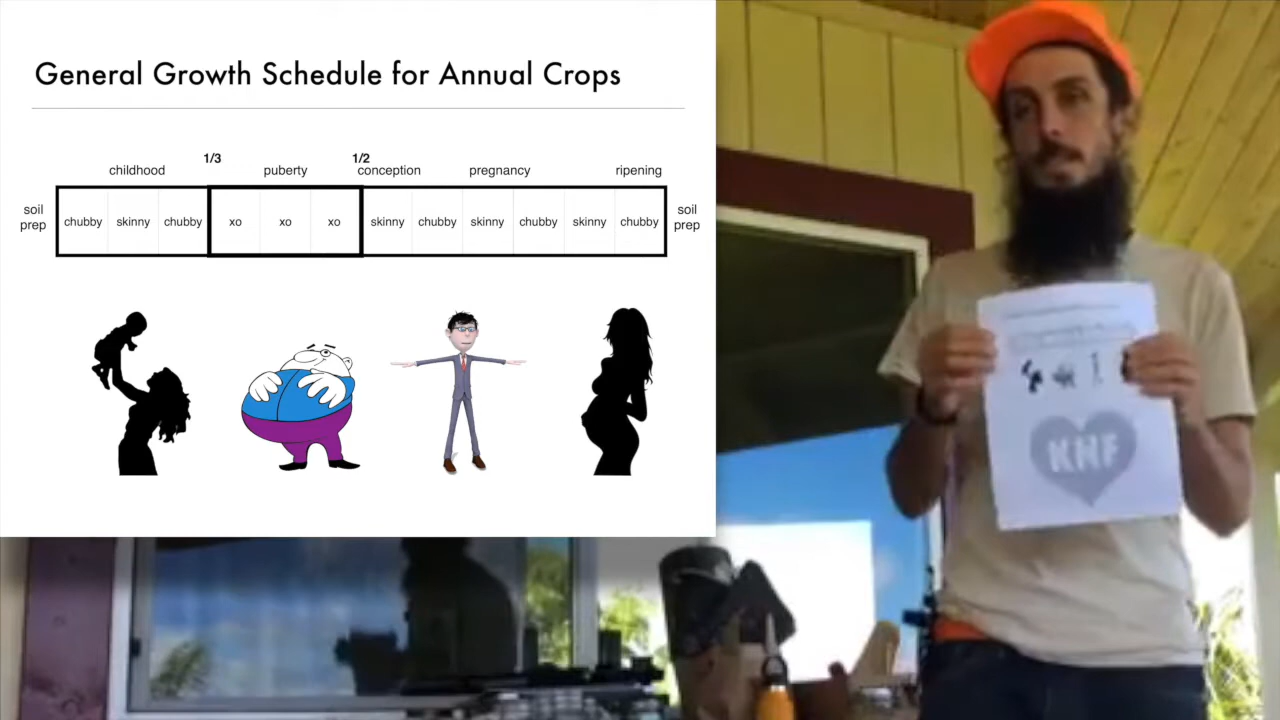 General Growth Schedule for Annual Crops
1/3
1/2
childhood puberty conception pregnancy ripening
soil
prep
chubby skinny chubby xo xo xo skinny chubby skinny chubby skinny chubby
soil
prep
KNF